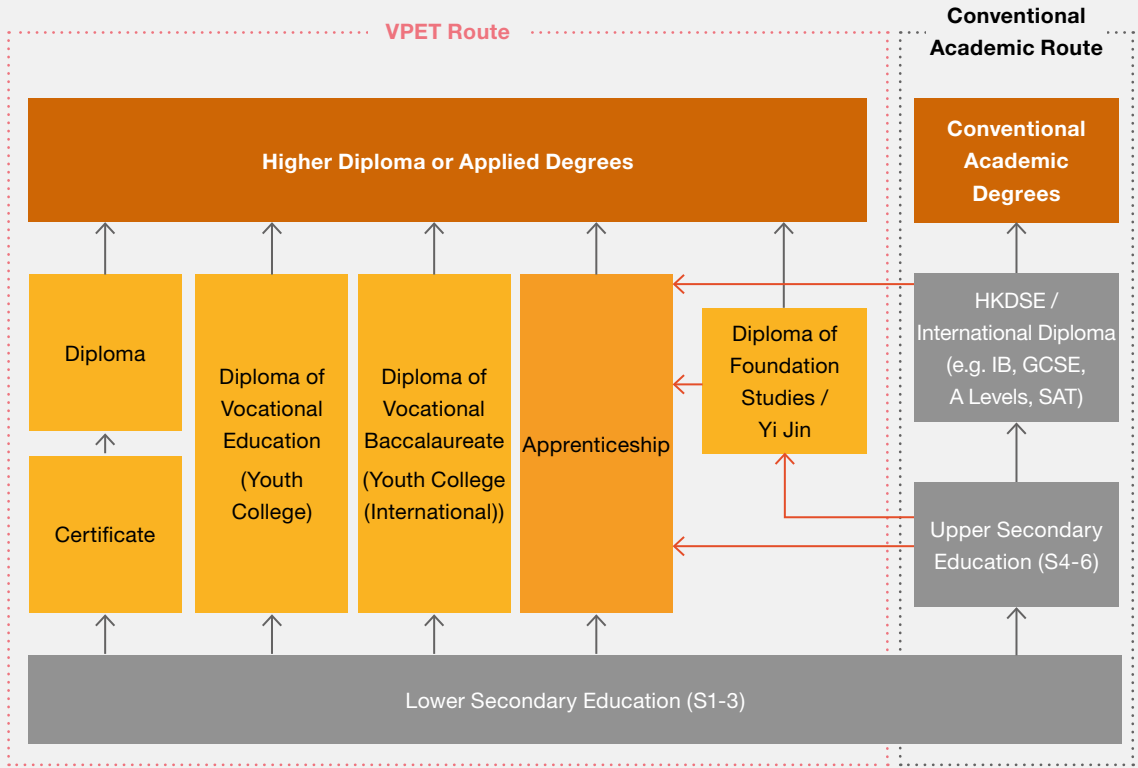 VPET Route
Conventional
Academic Route
Higher Diploma or Applied Degrees
Conventional
Academic
Degrees
Diploma
Certificate
Diploma of
Vocational
Education
(Youth
College)
Diploma of
Vocational
Baccalaureate
(Youth College
(International))
Apprenticeship
Diploma of
Foundation
Studies /
Yi Jin
HKDSE /
International Diploma
(e.g. IB, GCSE,
A Levels, SAT)
Upper Secondary
Education (S4-6)
Lower Secondary Education (S1-3)